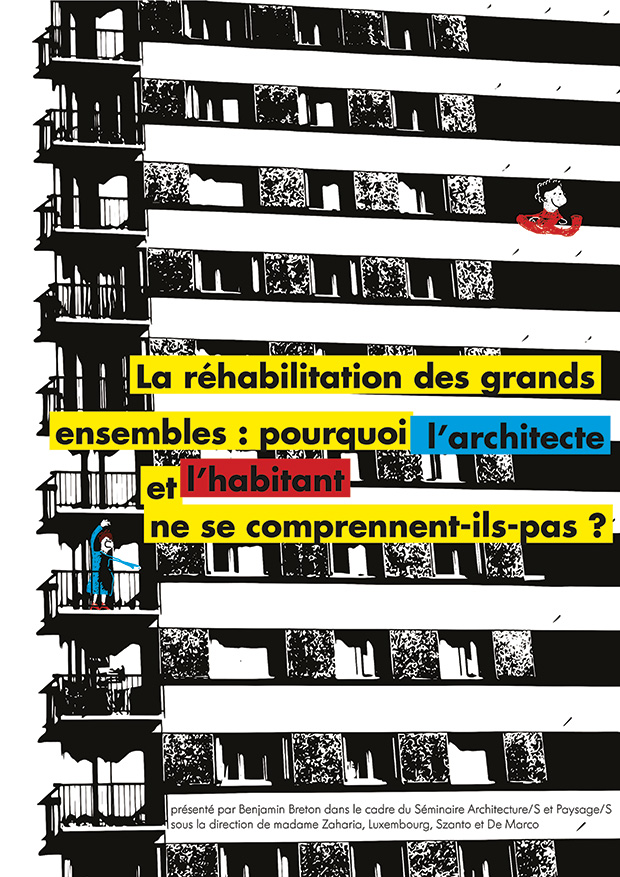 La réhabilitation des grands
ensembles : pourquoi l'architecte
et l'habitant
ne se comprennent-ils-pas ?
présenté par Benjamin Breton dans le cadre du Séminaire Architecture/S et Paysage/S
sous la direction de madame Zaharia, Luxembourg, Szanto et De Marco